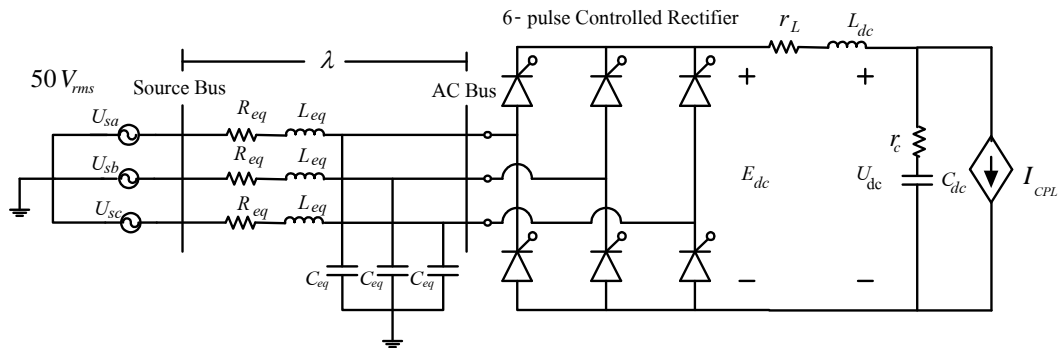 6- pulse Controlled Rectifier
r_L
L_dc
λ
50 V_rms
Source Bus
AC Bus
U_sa
R_eq
L_eq
U_sb
R_eq
L_eq
U_sc
R_eq
L_eq
C_eq
C_eq
C_eq
+
-
E_dc
+
-
U_dc
r_c
C_dc
I_CPL